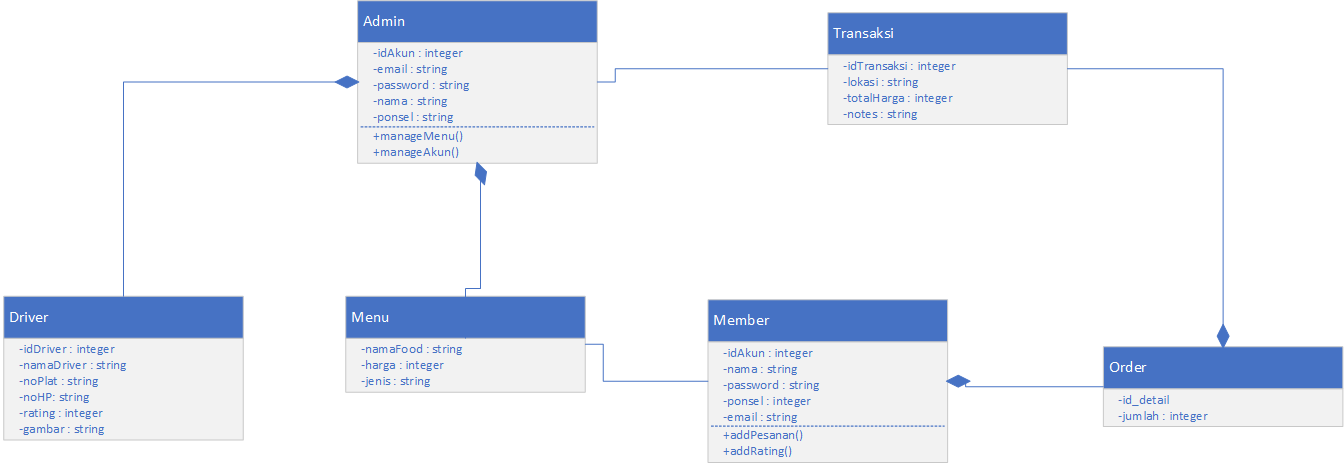 Admin
-idAkun : integer
-email : string
-password : string
-nama : string
-ponsel : string
+manageMenu()
+manageAkun()
Transaksi
-idTransaksi : integer
-lokasi : string
-totalHarga : integer
-notes : string
Driver
-idDriver : integer
-namaDriver : string
-noPlat : string
-noHP: string
-rating : integer
-gambar : string
Menu
-namaFood : string
-harga : integer
-jenis : string
Member
-idAkun : integer
-nama : string
-password : string
-ponsel : integer
-email : string
+addPesanan()
+addRating()
Order
-id_detail
-jumlah : integer